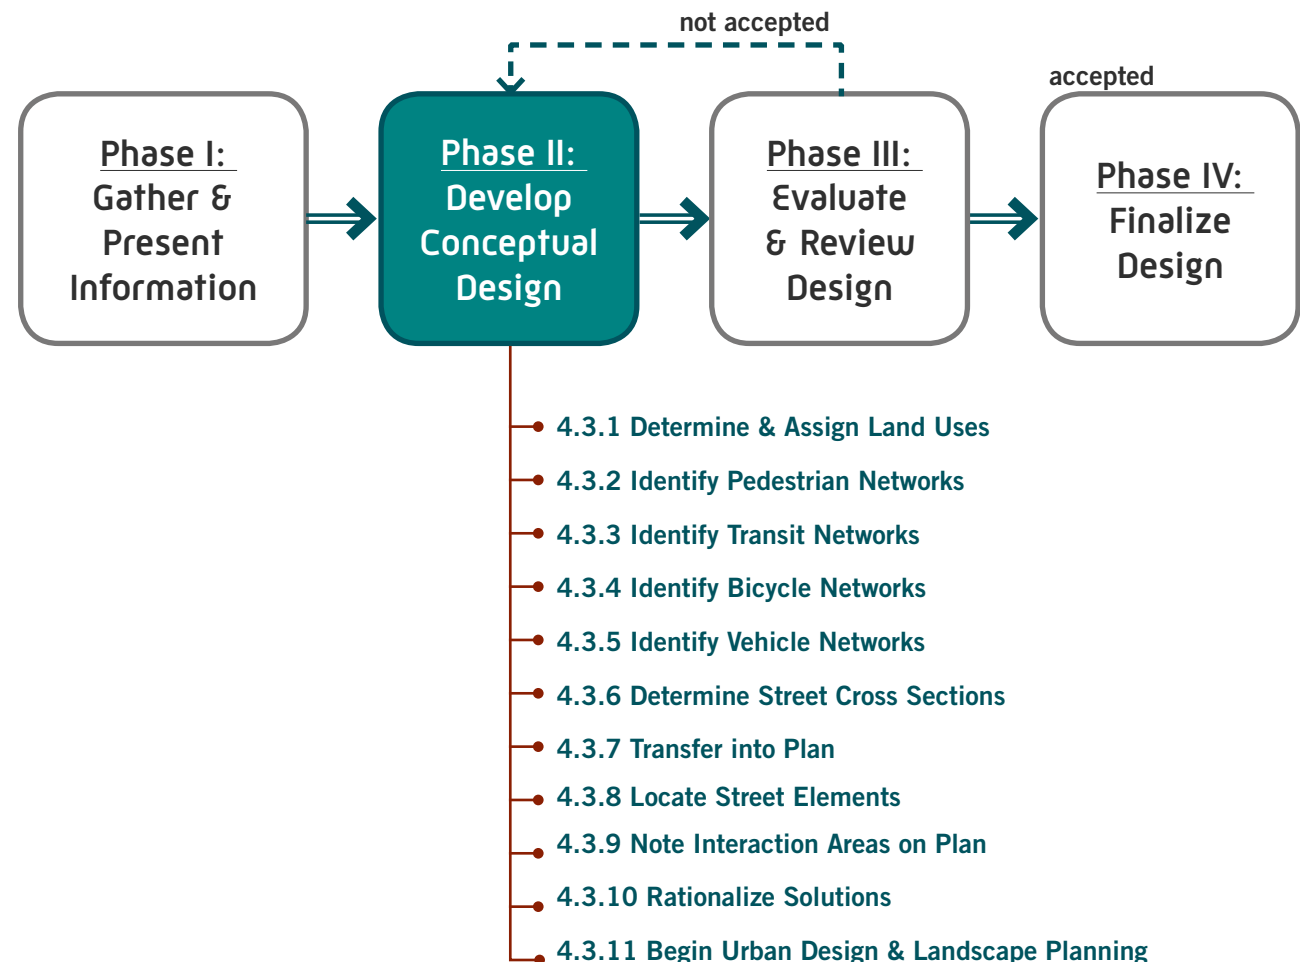 not accepted
accepted
Phase I:
Gather &
Present
Information
Phase II:
Develop
Conceptual
Design
Phase III:
Evaluate
& Review
Design
Phase IV:
Finalize
Design
4.3.1 Determine & Assign Land Uses
4.3.2 Identify Pedestrian Networks
4.3.3 Identify Transit Networks
4.3.4 Identify Bicycle Networks
4.3.5 Identify Vehicle Networks
4.3.6 Determine Street Cross Sections
4.3.7 Transfer into Plan
4.3.8 Locate Street Elements
4.3.9 Note Interaction Areas on Plan
4.3.10 Rationalize Solutions
4.3.11 Begin Urban Design & Landscape Planning